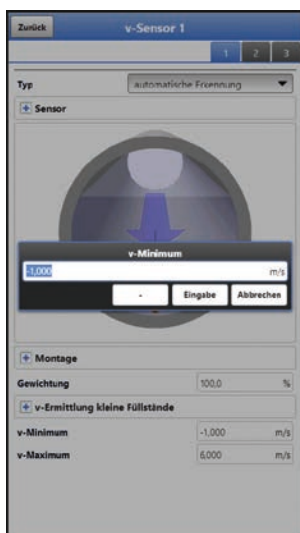 Zurück v-Sensor 1
1 2 3
Typ automatische Erkennung
+ Sensor
v-Minimum
-1,000 m/s
- Eingabe Abbrechen
+ Montage
Gewichtung 100,0 %
+ v-Ermittlung kleine Füllstände
v-Minimum -1,000 m/s
v-Maximum 6,000 m/s